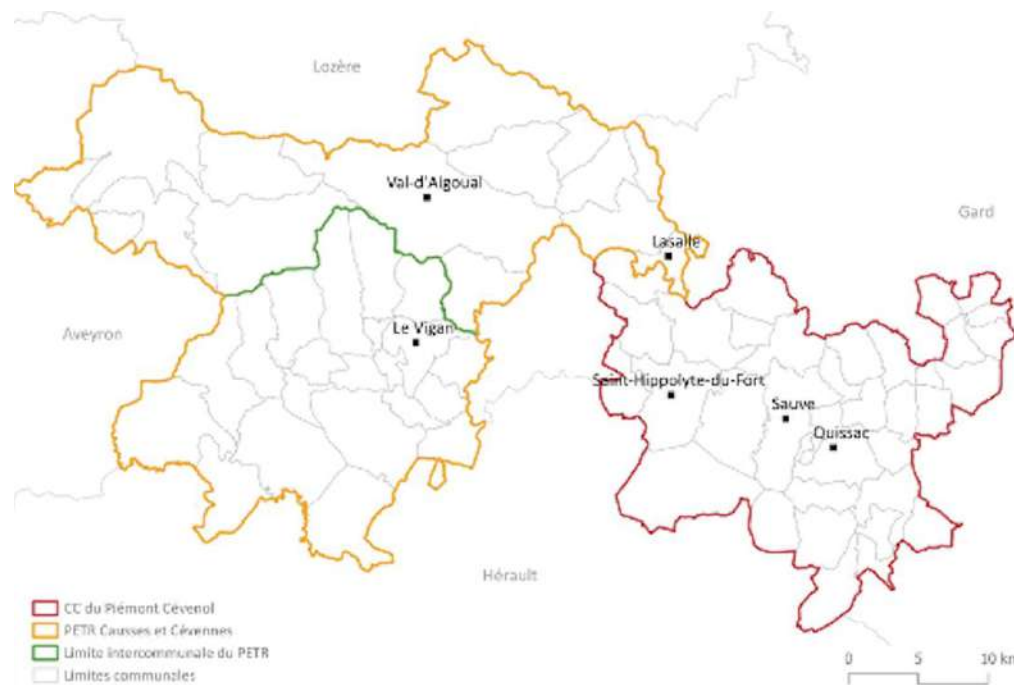 Lozère
Val-d'Aigoual
Gard
Lasalle
Aveyron
Le Vigan
Saint-Hippolyte-du-Fort
Sauve
Quissac
Hérault
CC du Piémont Cévenol
PETR Causses et Cévennes
Limite intercommunale du PETR
Limites communales
0 5 10 km